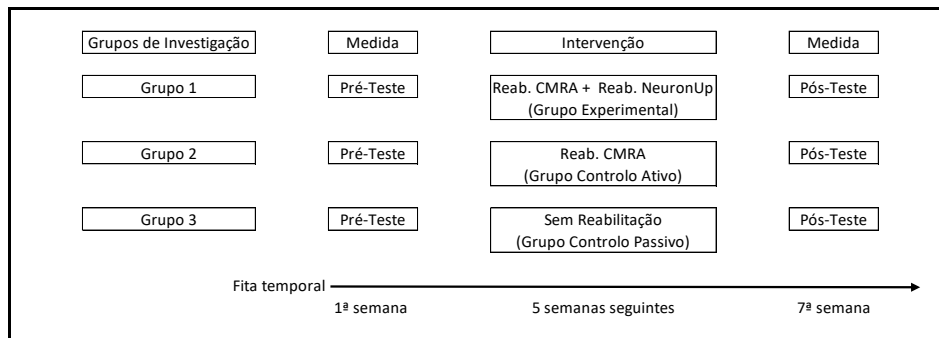 Grupos de Investigação Medida Intervenção Medida
Grupo 1 Pré-Teste Reab. CMRA + Reab. NeuronUp Pós-Teste
(Grupo Experimental)
Grupo 2 Pré-Teste Reab. CMRA Pós-Teste
(Grupo Controlo Ativo)
Grupo 3 Pré-Teste Sem Reabilitação Pós-Teste
(Grupo Controlo Passivo)
Fita temporal
1ª semana 5 semanas seguintes 7ª semana